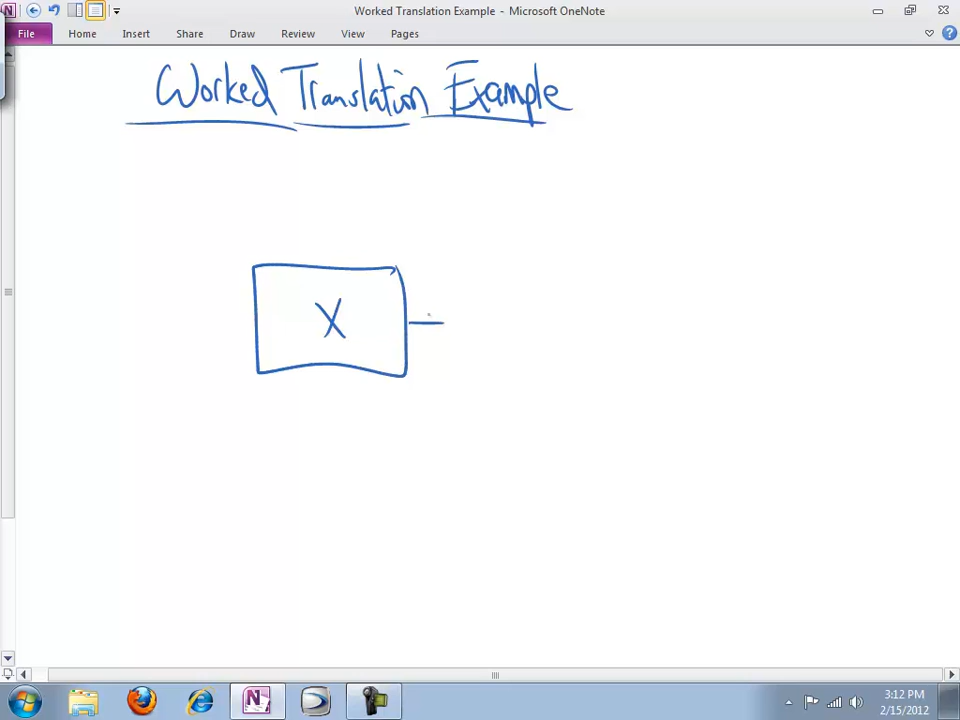 Worked Translation Example - Microsoft OneNote
File Home Insert Share Draw Review View Pages
Worked Translation Example
X
3:12 PM
2/15/2012